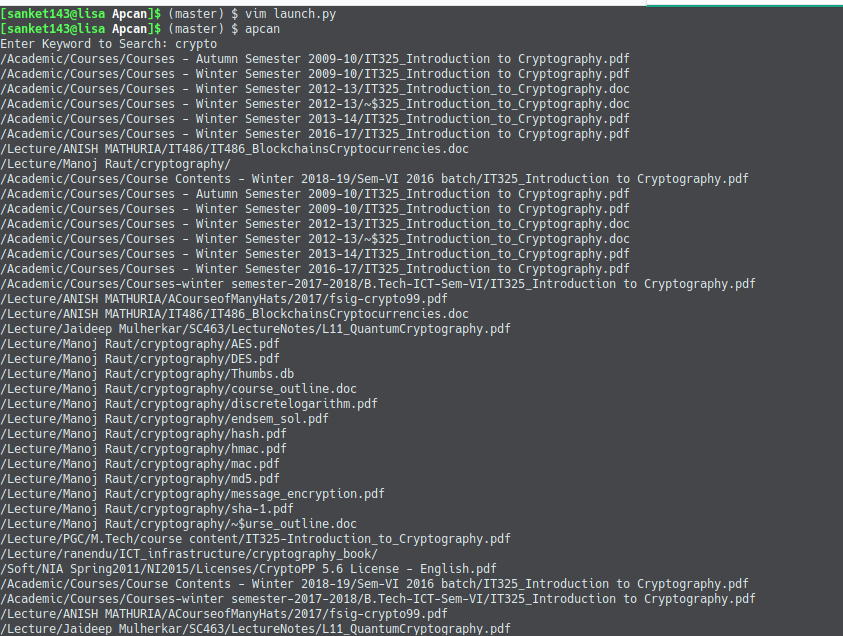 [sanket143@lisa Apcan]$ (master) $ vim launch.py
[sanket143@lisa Apcan]$ (master) $ apcan
Enter Keyword to Search: crypto
/Academic/Courses/Courses - Autumn Semester 2009-10/IT325_Introduction to Cryptography.pdf
/Academic/Courses/Courses - Winter Semester 2009-10/IT325_Introduction to Cryptography.pdf
/Academic/Courses/Courses - Winter Semester 2012-13/IT325_Introduction_to_Cryptography.doc
/Academic/Courses/Courses - Winter Semester 2012-13/~$325_Introduction_to_Cryptography.doc
/Academic/Courses/Courses - Winter Semester 2013-14/IT325_Introduction to Cryptography.pdf
/Academic/Courses/Courses - Winter Semester 2016-17/IT325_Introduction to Cryptography.pdf
/Lecture/ANISH MATHURIA/IT486/IT486_BlockchainsCryptocurrencies.doc
/Lecture/Manoj Raut/cryptography/
/Academic/Courses/Course Contents - Winter 2018-19/Sem-VI 2016 batch/IT325_Introduction to Cryptography.pdf
/Academic/Courses/Courses - Autumn Semester 2009-10/IT325_Introduction to Cryptography.pdf
/Academic/Courses/Courses - Winter Semester 2009-10/IT325_Introduction to Cryptography.pdf
/Academic/Courses/Courses - Winter Semester 2012-13/IT325_Introduction_to_Cryptography.doc
/Academic/Courses/Courses - Winter Semester 2012-13/~$325_Introduction_to_Cryptography.doc
/Academic/Courses/Courses - Winter Semester 2013-14/IT325_Introduction to Cryptography.pdf
/Academic/Courses/Courses - Winter Semester 2016-17/IT325_Introduction to Cryptography.pdf
/Academic/Courses/Courses-winter semester-2017-2018/B.Tech-ICT-Sem-VI/IT325_Introduction to Cryptography.pdf
/Lecture/ANISH MATHURIA/ACourseofManyHats/2017/fsig-crypto99.pdf
/Lecture/ANISH MATHURIA/IT486/IT486_BlockchainsCryptocurrencies.doc
/Lecture/Jaideep Mulherkar/SC463/LectureNotes/L11_QuantumCryptography.pdf
/Lecture/Manoj Raut/cryptography/AES.pdf
/Lecture/Manoj Raut/cryptography/DES.pdf
/Lecture/Manoj Raut/cryptography/Thumbs.db
/Lecture/Manoj Raut/cryptography/course_outline.doc
/Lecture/Manoj Raut/cryptography/discretelogarithm.pdf
/Lecture/Manoj Raut/cryptography/endsem_sol.pdf
/Lecture/Manoj Raut/cryptography/hash.pdf
/Lecture/Manoj Raut/cryptography/hmac.pdf
/Lecture/Manoj Raut/cryptography/mac.pdf
/Lecture/Manoj Raut/cryptography/md5.pdf
/Lecture/Manoj Raut/cryptography/message_encryption.pdf
/Lecture/Manoj Raut/cryptography/sha-1.pdf
/Lecture/Manoj Raut/cryptography/~$urse_outline.doc
/Lecture/PGC/M.Tech/course content/IT325-Introduction_to_Cryptography.pdf
/Lecture/ranendu/ICT_infrastructure/cryptography_book/
/Soft/NIA Spring2011/NI2015/Licenses/CryptoPP 5.6 License - English.pdf
/Academic/Courses/Course Contents - Winter 2018-19/Sem-VI 2016 batch/IT325_Introduction to Cryptography.pdf
/Academic/Courses/Courses-winter semester-2017-2018/B.Tech-ICT-Sem-VI/IT325_Introduction to Cryptography.pdf
/Lecture/ANISH MATHURIA/ACourseofManyHats/2017/fsig-crypto99.pdf
/Lecture/Jaideep Mulherkar/SC463/LectureNotes/L11_QuantumCryptography.pdf